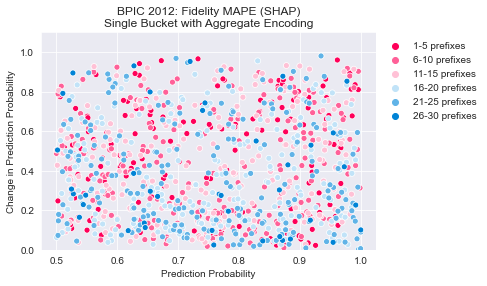 BPIC 2012: Fidelity MAPE (SHAP)
Single Bucket with Aggregate Encoding
1-5 prefixes
6-10 prefixes
11-15 prefixes
16-20 prefixes
21-25 prefixes
26-30 prefixes
Change in Prediction Probability
1.0
0.8
0.6
0.4
0.2
0.0
0.5 0.6 0.7 0.8 0.9 1.0
Prediction Probability